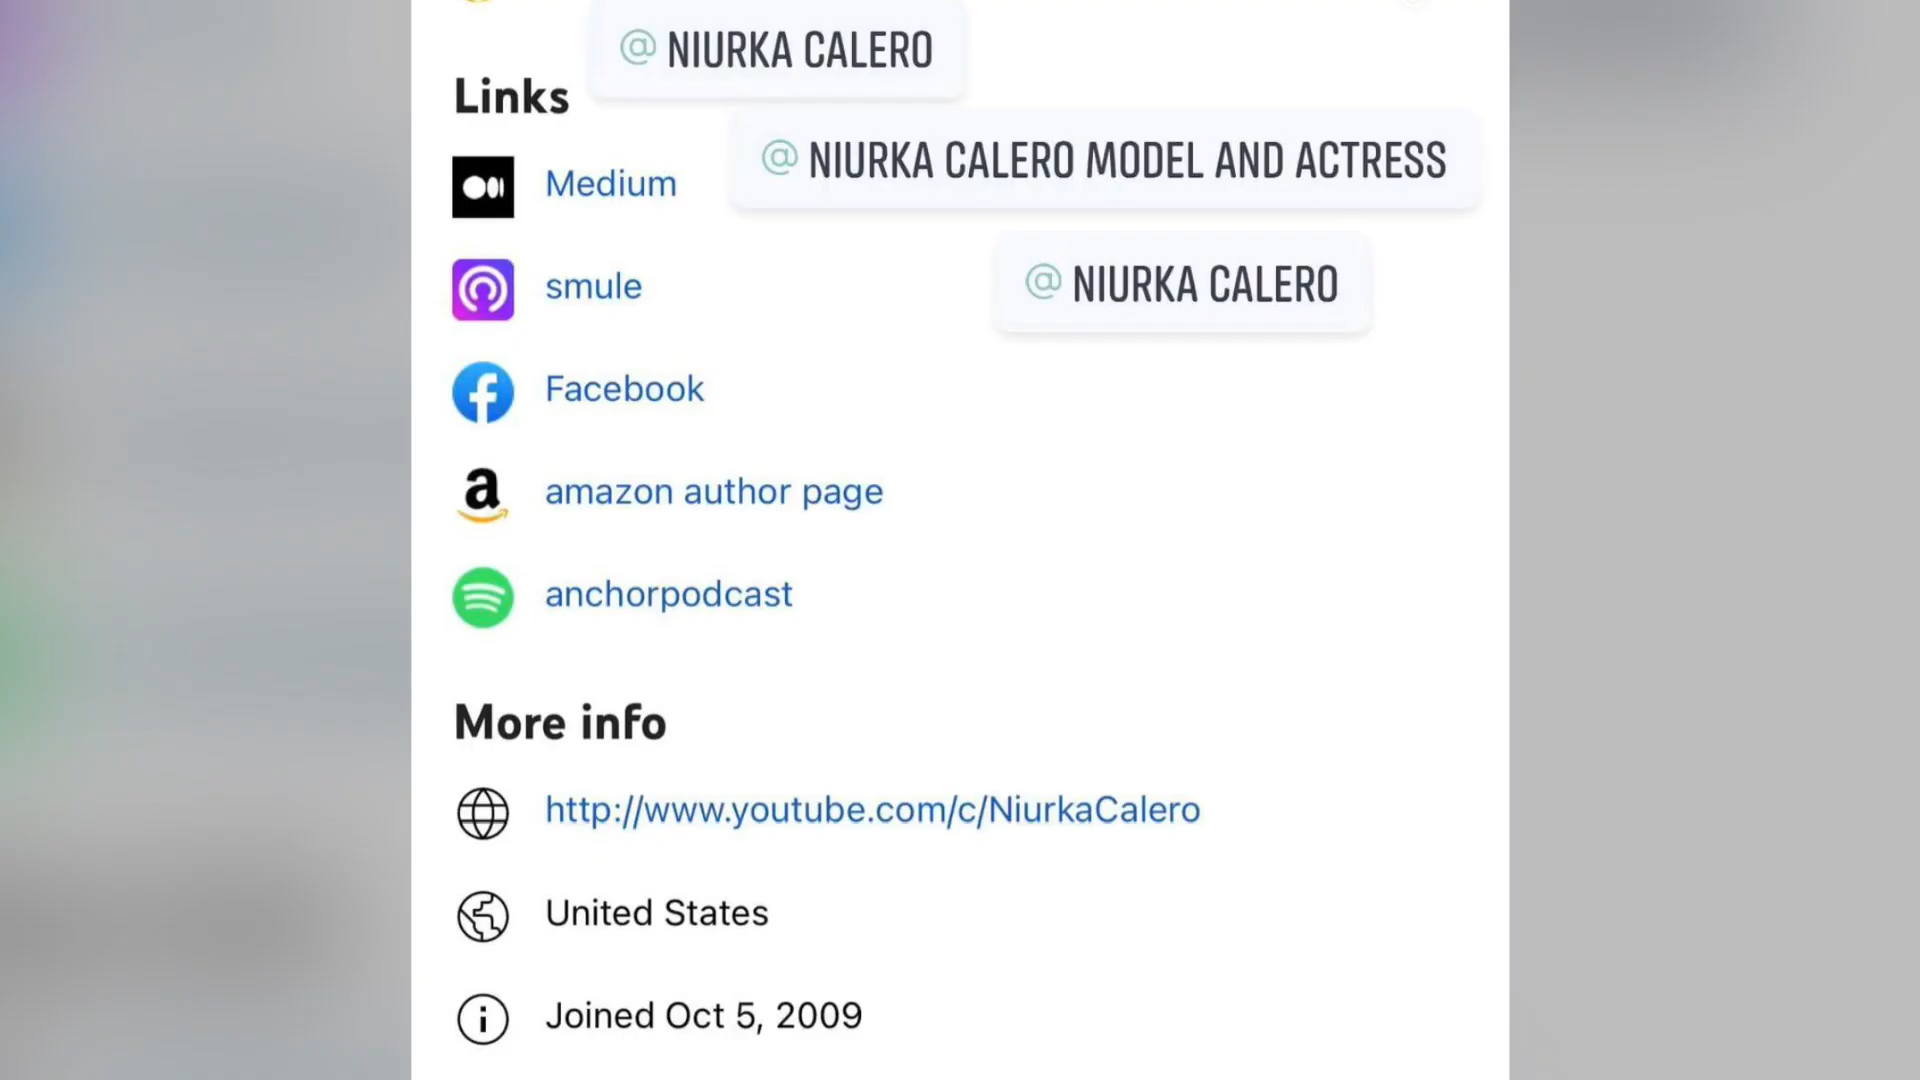 @ NIURKA CALERO
Links
@ NIURKA CALERO MODEL AND ACTRESS
Medium
@ NIURKA CALERO
smule
Facebook
amazon author page
anchorpodcast
More info
http://www.youtube.com/c/NiurkaCalero
United States
Joined Oct 5, 2009